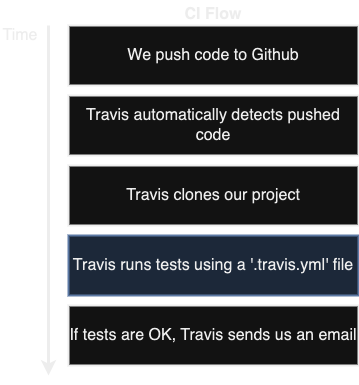 CI Flow
Time
We push code to Github
Travis automatically detects pushed
code
Travis clones our project
Travis runs tests using a '.travis.yml' file
If tests are OK, Travis sends us an email